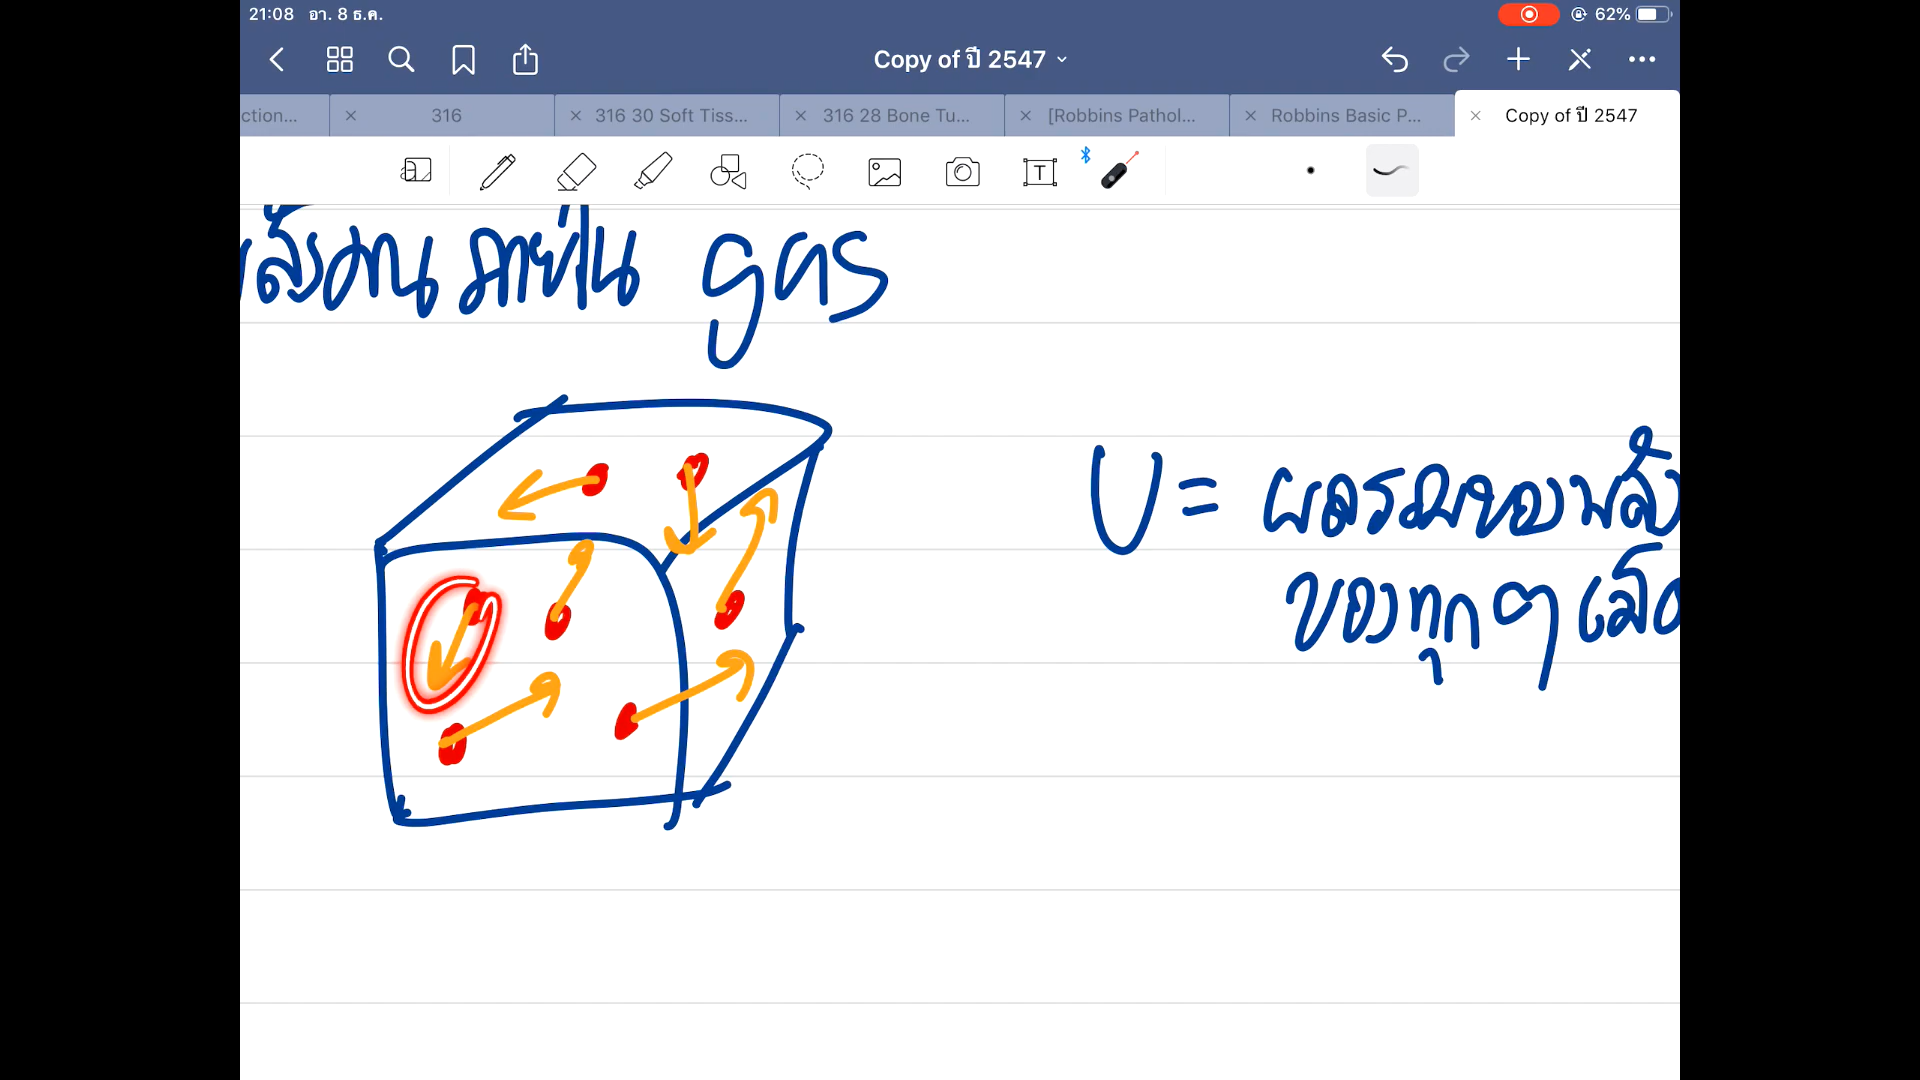 21:08 อา. 8 ธ.ค. 62%
Copy of ปี 2547
ction... 316 316 30 Soft Tiss... 316 28 Bone Tu... [Robbins Pathol... Robbins Basic P... Copy of ปี 2547
ลังงานภายใน gas
U = ผลรวมของพลัง
ของทุกๆ เม็ด